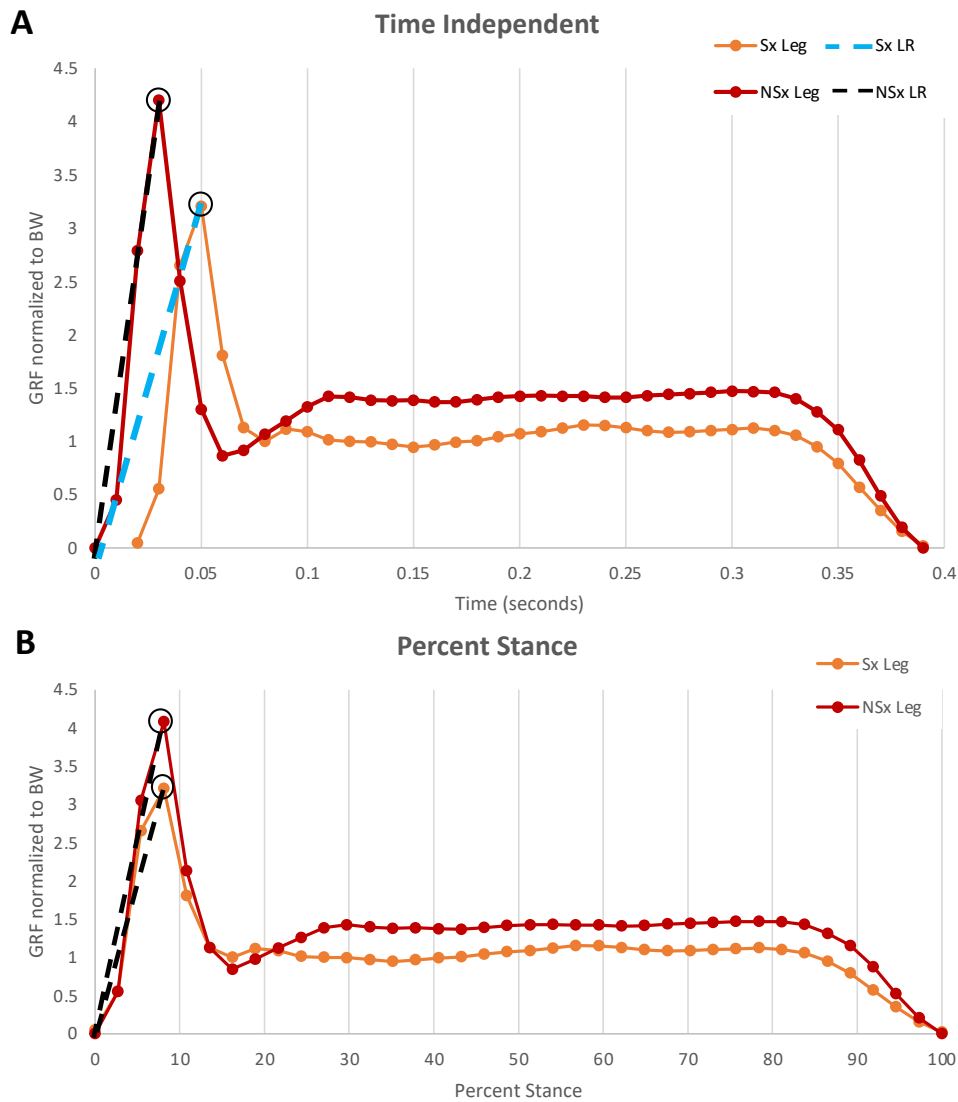 A
Time Independent
Sx Leg
Sx LR
NSx Leg
NSx LR
4.5
4
3.5
3
2.5
2
1.5
1
0.5
0
GRF normalized to BW
0 0.05 0.1 0.15 0.2 0.25 0.3 0.35 0.4
Time (seconds)
B
Percent Stance
Sx Leg
NSx Leg
4.5
4
3.5
3
2.5
2
1.5
1
0.5
0
GRF normalized to BW
0 10 20 30 40 50 60 70 80 90 100
Percent Stance